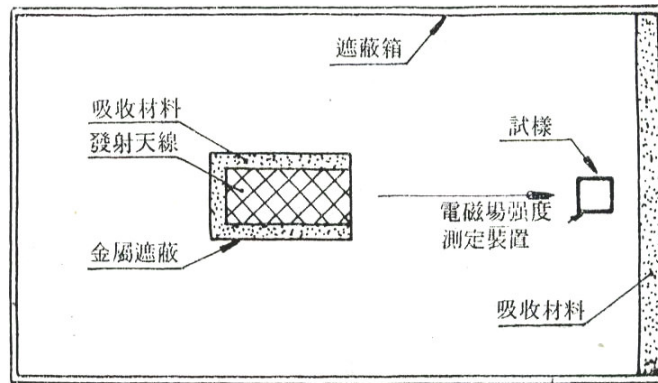 遮蔽箱
吸收材料
發射天線
試樣
電磁場强度
測定裝置
金屬遮蔽
吸收材料